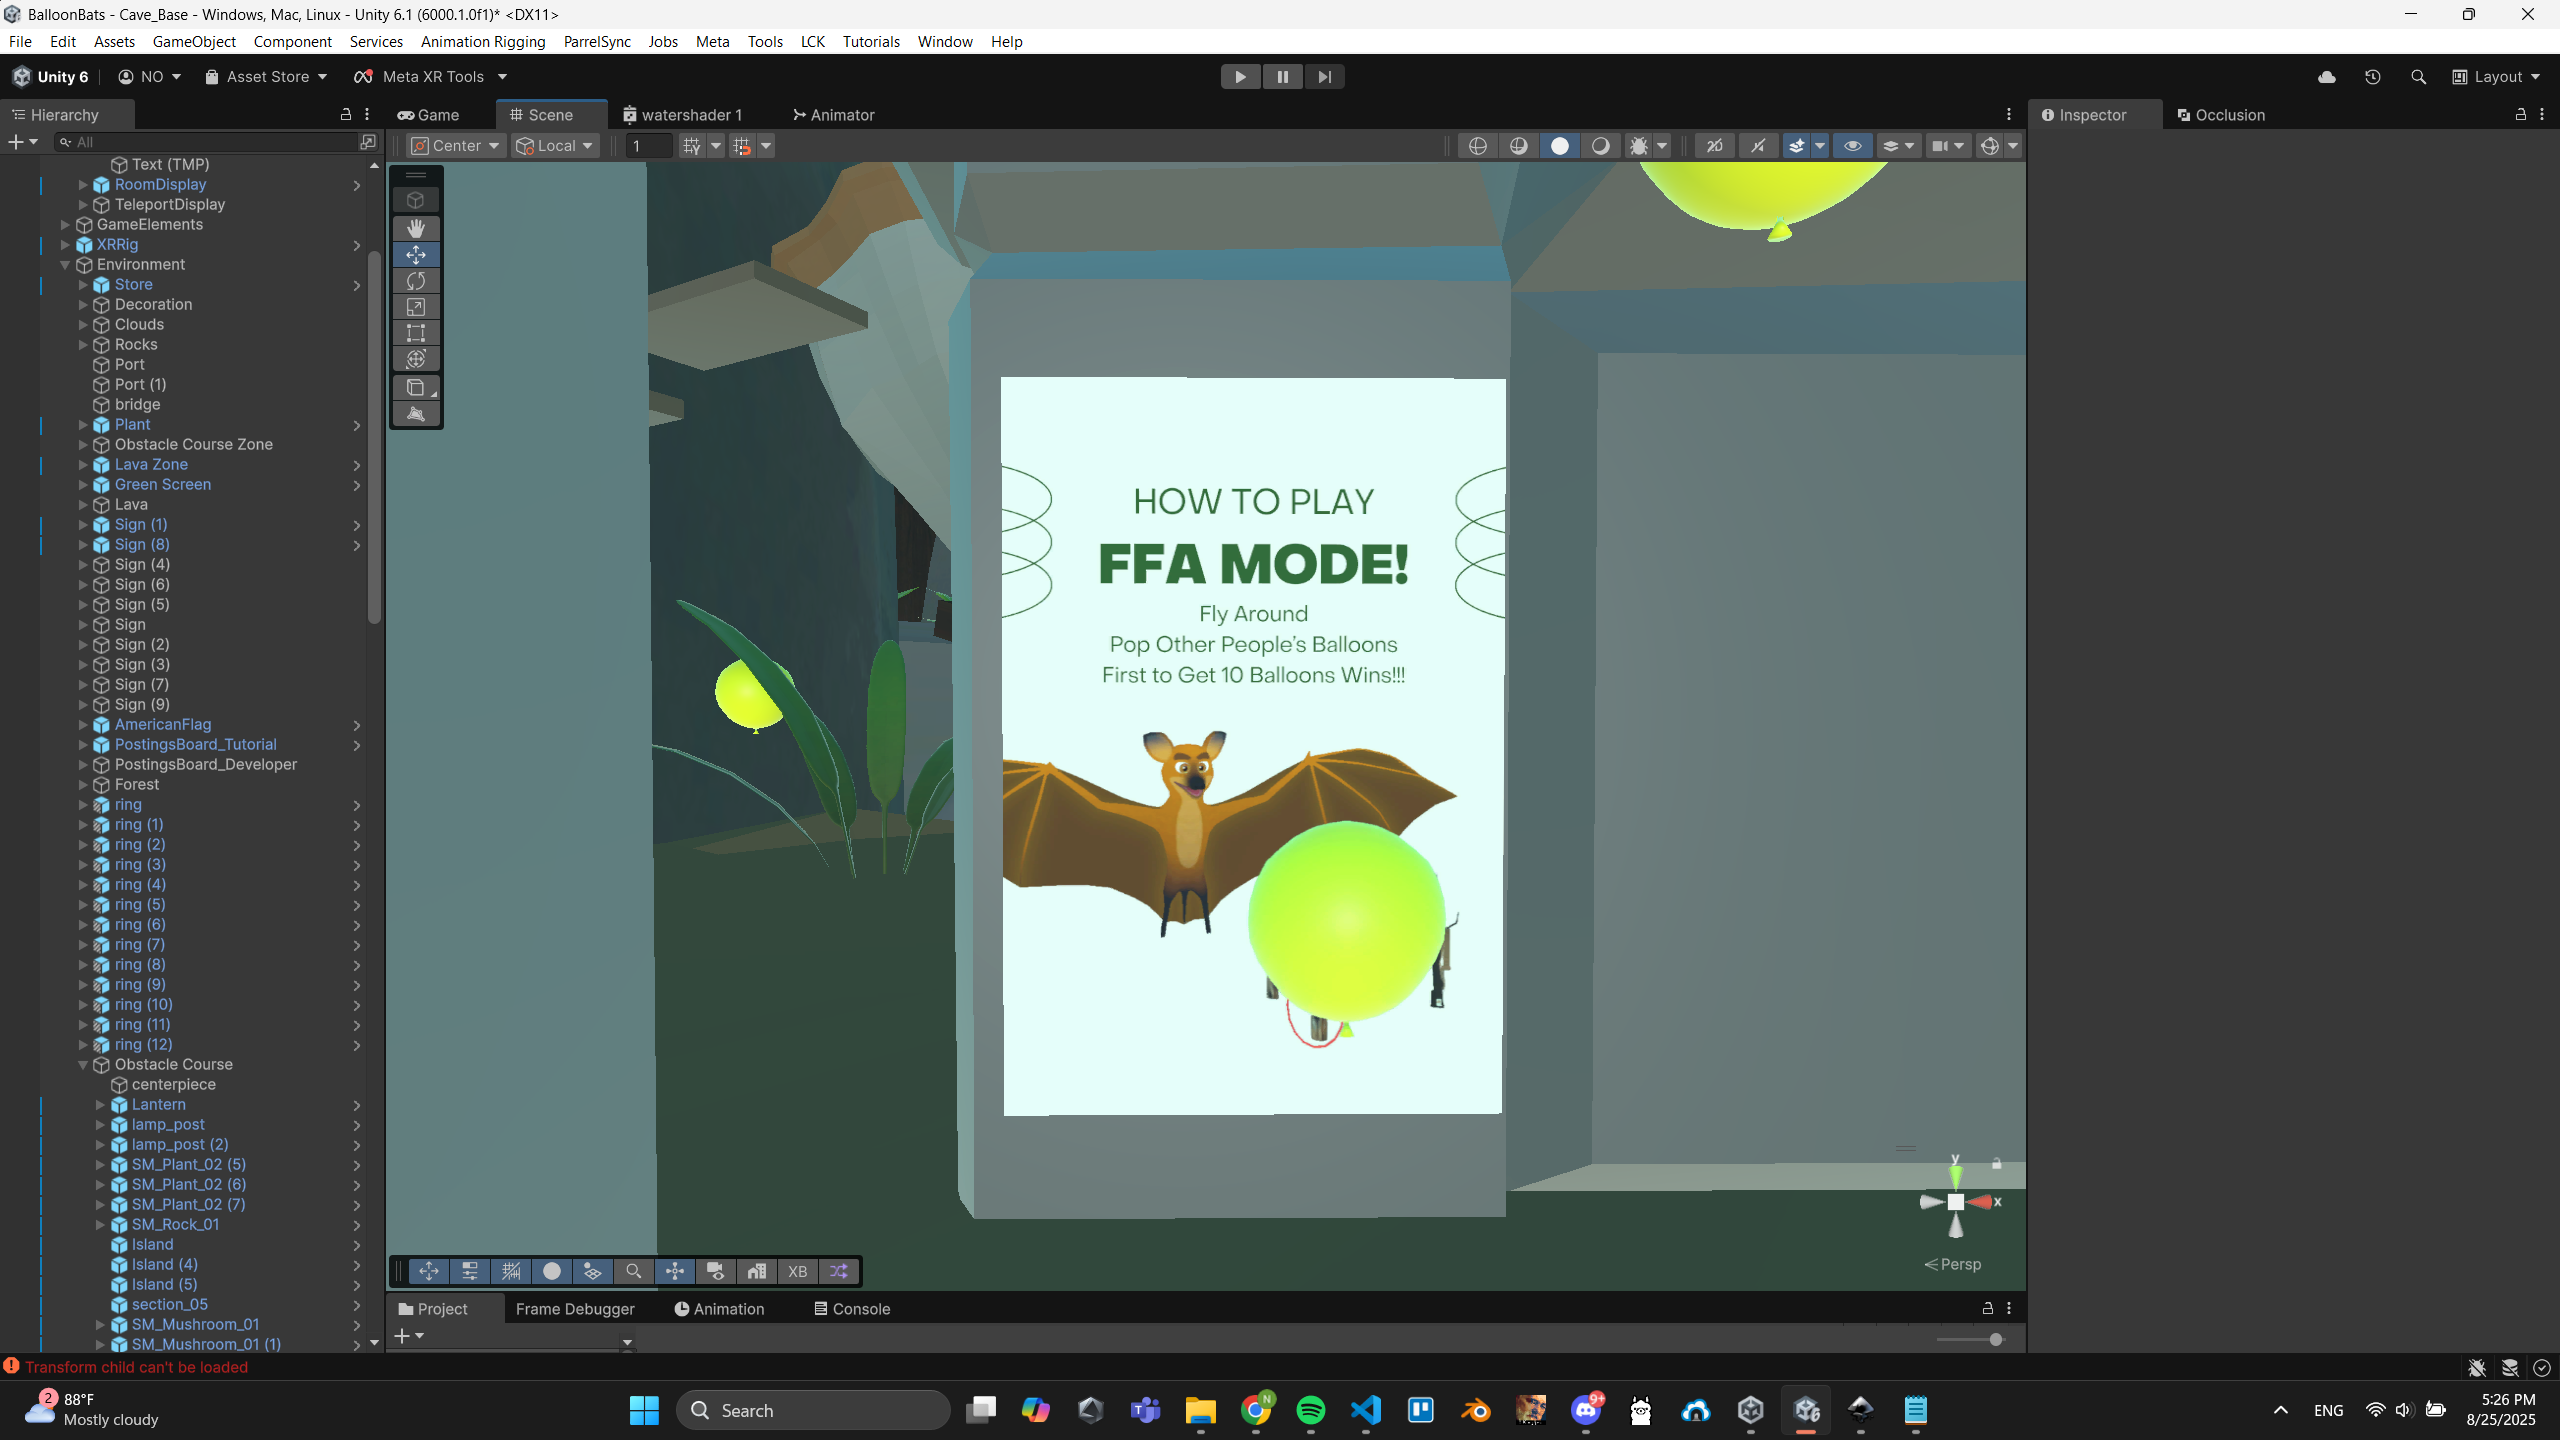 BalloonBats - Cave_Base - Windows, Mac, Linux - Unity 6.1 (6000.1.0f1)* <DX11>
File Edit Assets GameObject Component Services Animation Rigging ParrelSync Jobs Meta Tools LCK Tutorials Window Help
Unity 6 NO Asset Store Meta XR Tools Layout
Hierarchy Game Scene watershader 1 Animator Inspector Occlusion
All Center Local 1 2D
Text (TMP)
RoomDisplay
TeleportDisplay
GameElements
XRRig
Environment
Store
Decoration
Clouds
Rocks
Port
Port (1)
bridge
Plant
Obstacle Course Zone
Lava Zone
Green Screen
Lava
Sign (1)
Sign (8)
Sign (4)
Sign (6)
Sign (5)
Sign
Sign (2)
Sign (3)
Sign (7)
Sign (9)
AmericanFlag
PostingsBoard_Tutorial
PostingsBoard_Developer
Forest
ring
ring (1)
ring (2)
ring (3)
ring (4)
ring (5)
ring (6)
ring (7)
ring (8)
ring (9)
ring (10)
ring (11)
ring (12)
Obstacle Course
centerpiece
Lantern
lamp_post
lamp_post (2)
SM_Plant_02 (5)
SM_Plant_02 (6)
SM_Plant_02 (7)
SM_Rock_01
Island
Island (4)
Island (5)
section_05
SM_Mushroom_01
SM_Mushroom_01 (1)
HOW TO PLAY
FFA MODE!
Fly Around
Pop Other People's Balloons
First to Get 10 Balloons Wins!!!
y
x
Persp
XB
Project Frame Debugger Animation Console
Transform child can't be loaded
2
88°F
Mostly cloudy
Search
N
9+
ENG
5:26 PM
8/25/2025